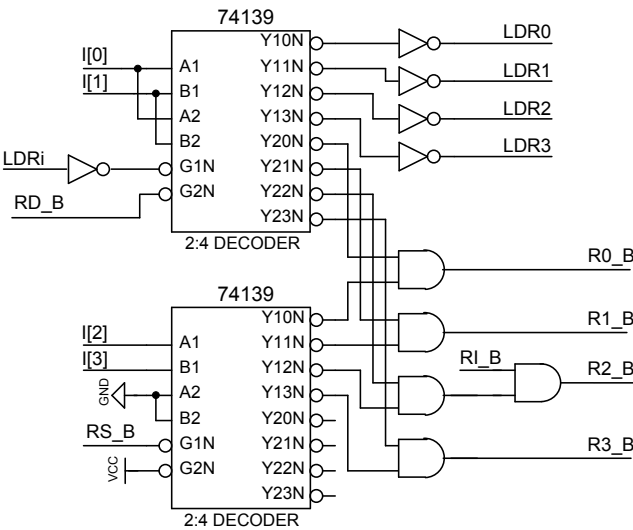 74139
I[0]
I[1]
LDRi
RD_B
A1
B1
A2
B2
G1N
G2N
Y10N
Y11N
Y12N
Y13N
Y20N
Y21N
Y22N
Y23N
2:4 DECODER
LDR0
LDR1
LDR2
LDR3
74139
I[2]
I[3]
GND
RS_B
VCC
A1
B1
A2
B2
G1N
G2N
Y10N
Y11N
Y12N
Y13N
Y20N
Y21N
Y22N
Y23N
2:4 DECODER
R0_B
R1_B
RI_B
R2_B
R3_B